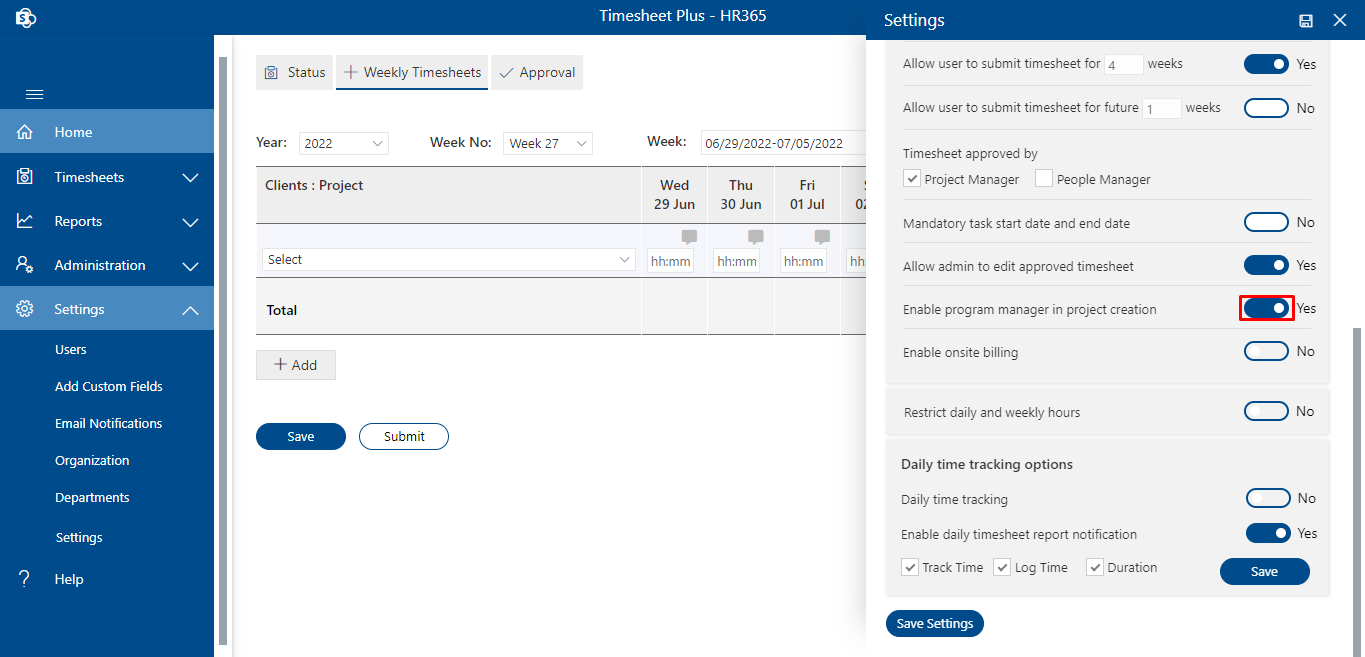 Timesheet Plus - HR365
Home
Timesheets
Reports
Administration
Settings
Users
Add Custom Fields
Email Notifications
Organization
Departments
Settings
? Help
Status
Weekly Timesheets
Approval
Year: 2022 Week No: Week 27 Week: 06/29/2022-07/05/2022
Clients : Project
Wed
29 Jun
Thu
30 Jun
Fri
01 Jul
Select
hh:mm hh:mm hh:mm hh:
Total
Add
Save
Submit
Settings
Allow user to submit timesheet for 4 weeks Yes
Allow user to submit timesheet for future 1 weeks No
Timesheet approved by
Project Manager People Manager
Mandatory task start date and end date No
Allow admin to edit approved timesheet Yes
Enable program manager in project creation Yes
Enable onsite billing No
Restrict daily and weekly hours No
Daily time tracking options
Daily time tracking No
Enable daily timesheet report notification Yes
Track Time Log Time Duration Save
Save Settings